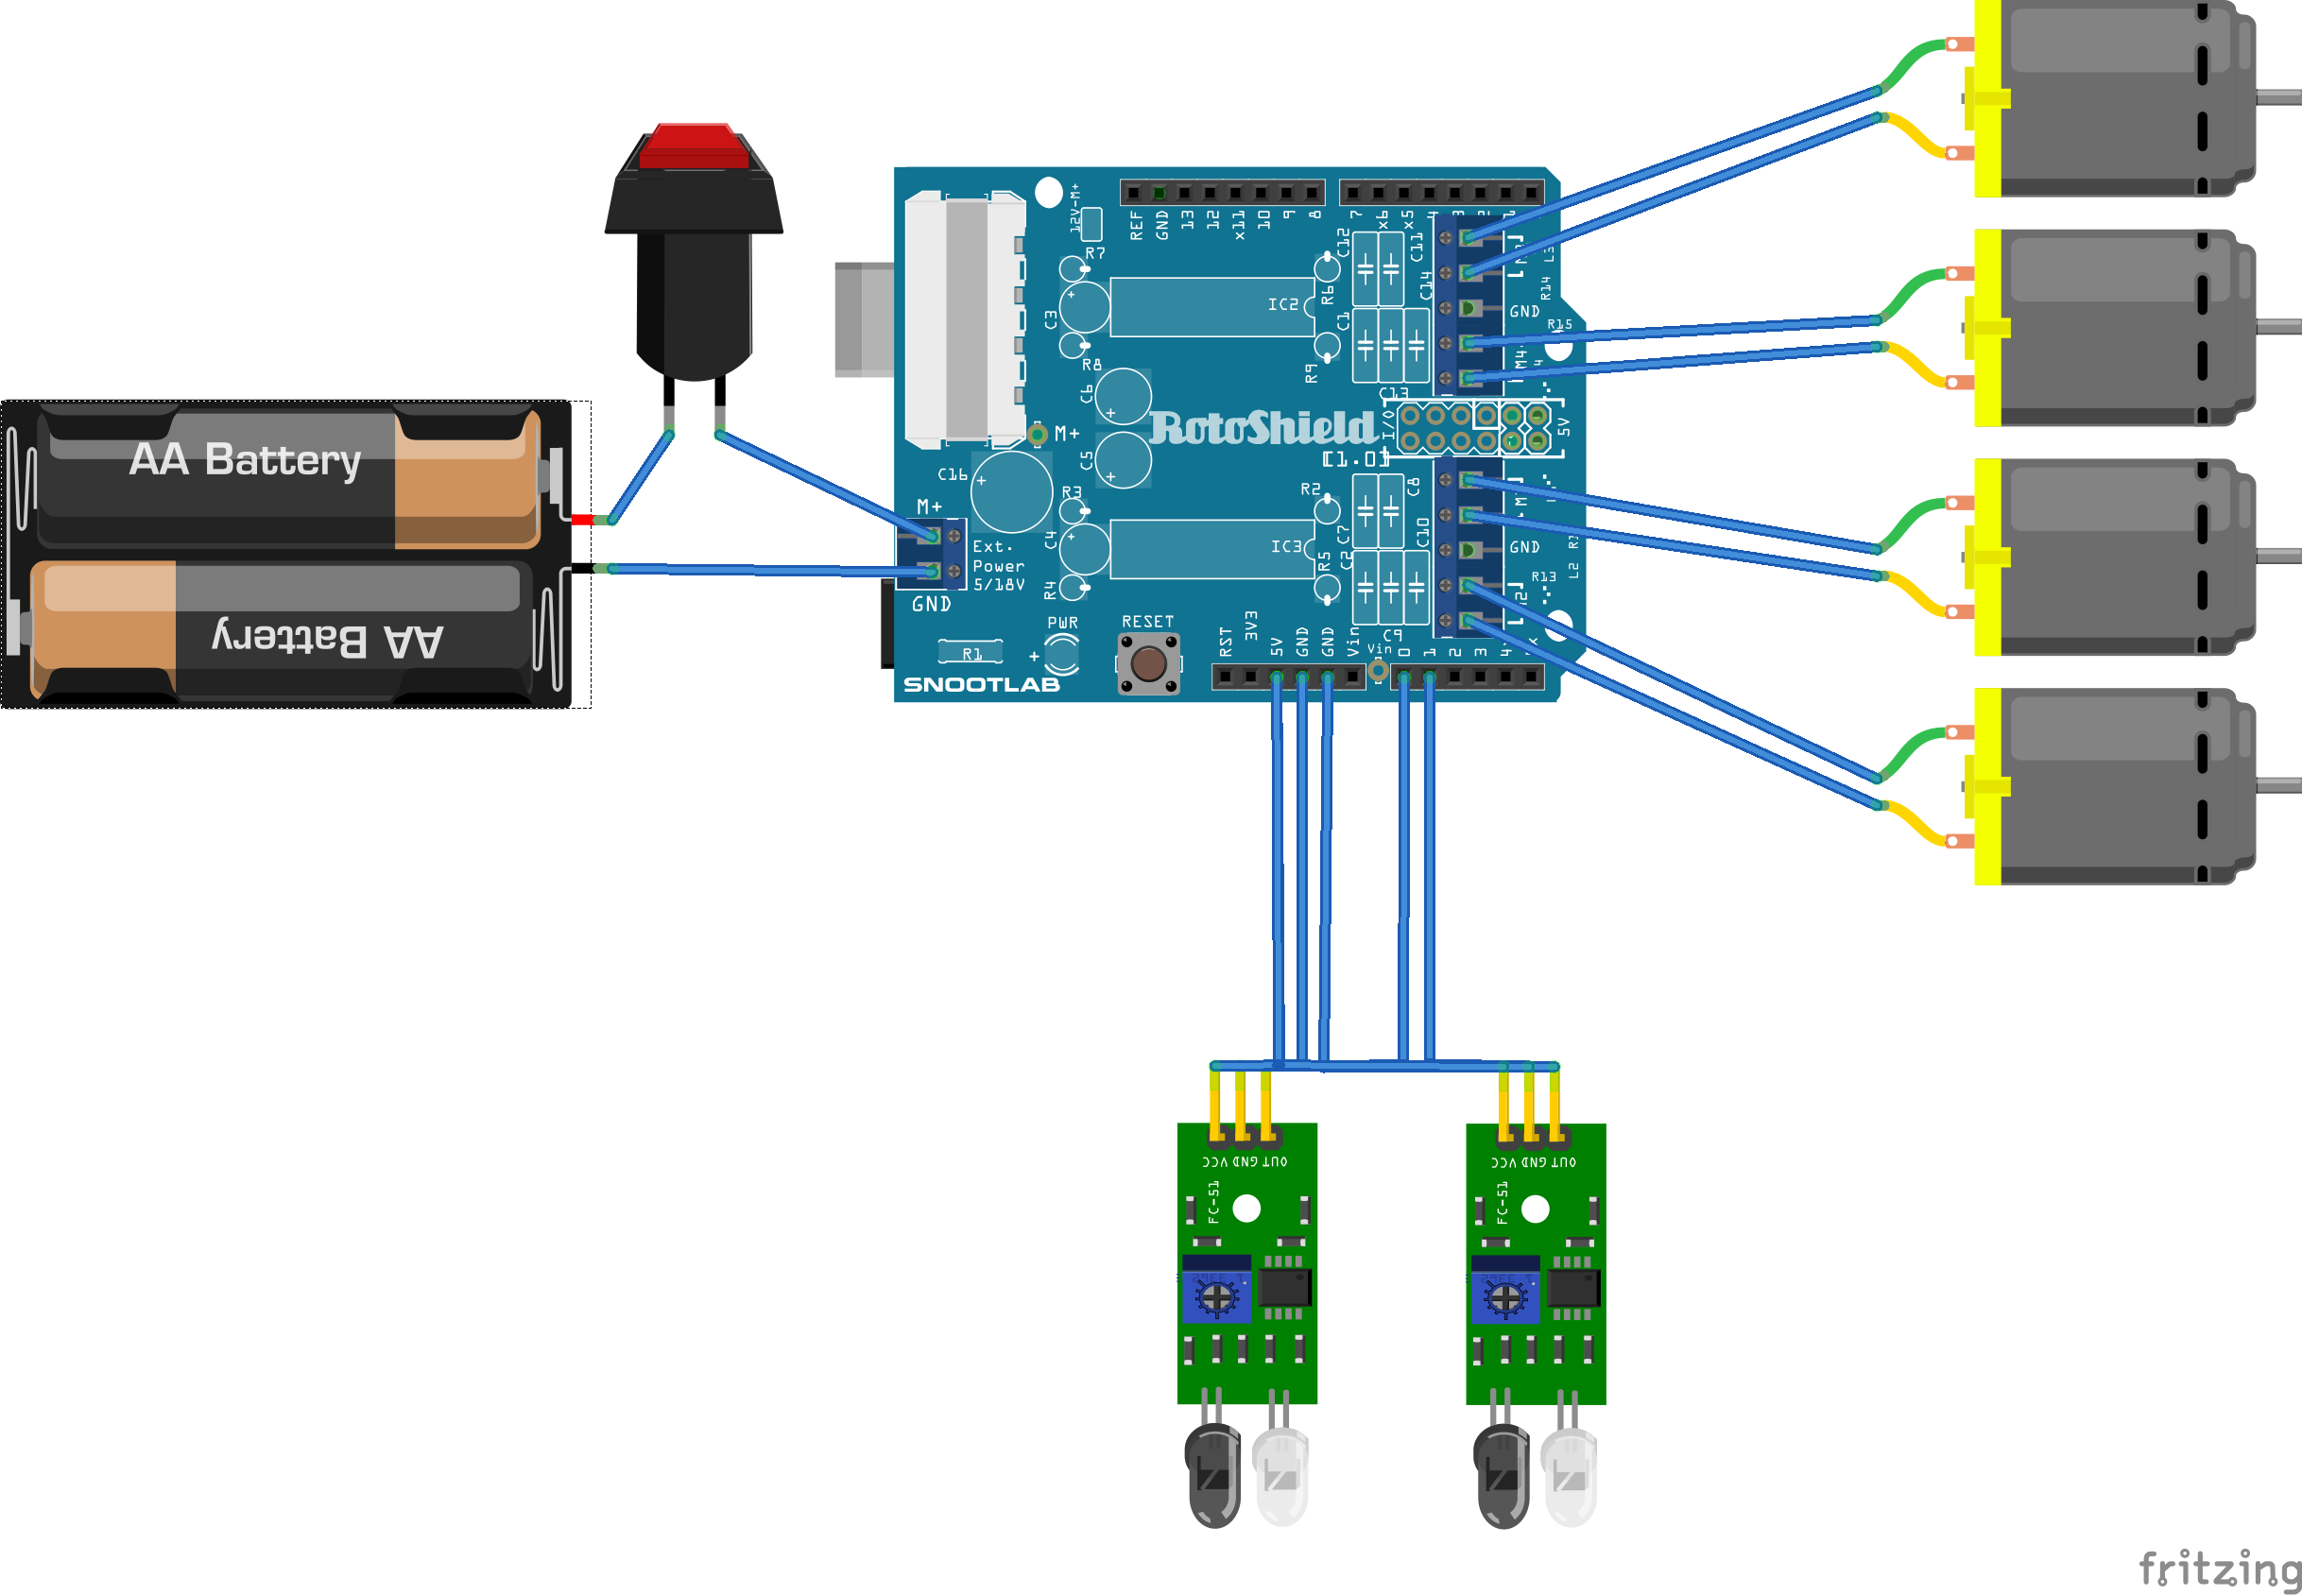 12V-M+
REF
GND
13
12
x11
10
9
8
7
x6
x5
4
R7
C12
C11
C14
R6
IC2
C3
C1
R8
R9
C6
C13
GND
R14
R15
AA Battery
AA Battery
M+
RotoShield
[1.0]
I/O
5V
C16
C5
R3
R2
C8
M+
Ext.
Power
5/18V
GND
C4
IC3
R4
R5
C7
C10
C2
GND
R13
L2
PWR
RESET
RST
3V3
5V
GND
GND
Vin
C9
Vin
0
1
2
3
R1
+
SNOOTLAB
VCC GND OUT
FC-51
VCC GND OUT
FC-51
fritzing